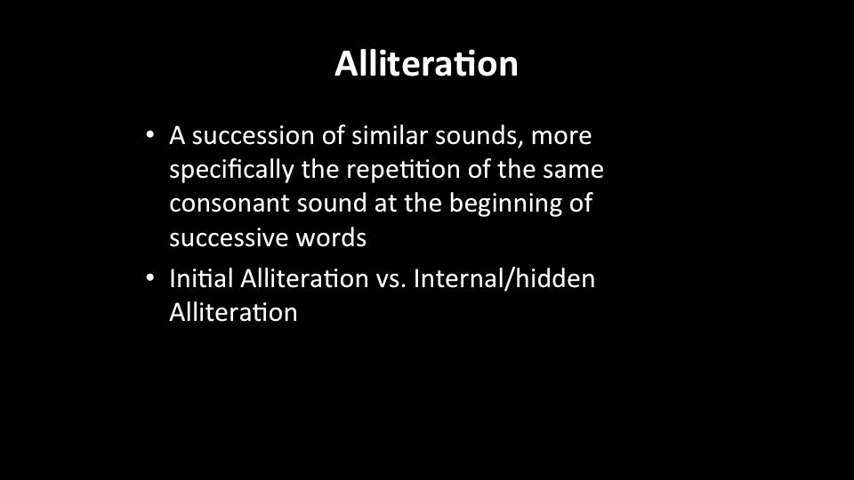 Alliteration
• A succession of similar sounds, more
specifically the repetition of the same
consonant sound at the beginning of
successive words
• Initial Alliteration vs. Internal/hidden
Alliteration